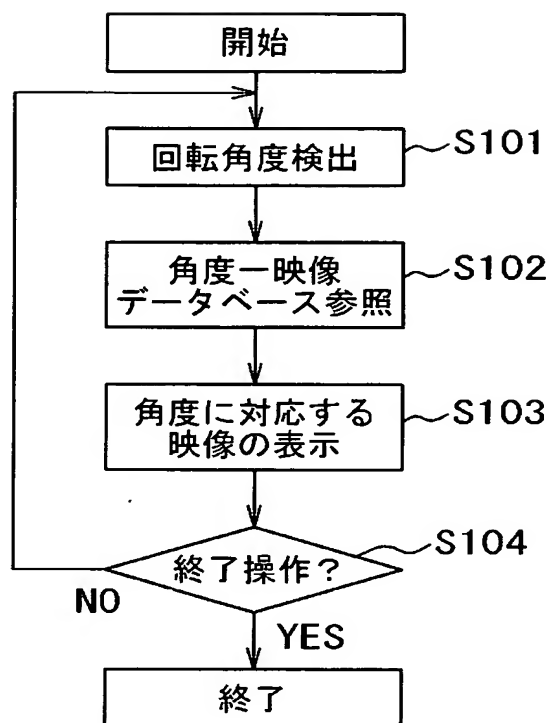 開始
回転角度検出
S101
角度ー映像
データベース参照
S102
角度に対応する
映像の表示
S103
終了操作?
S104
NO
YES
終了